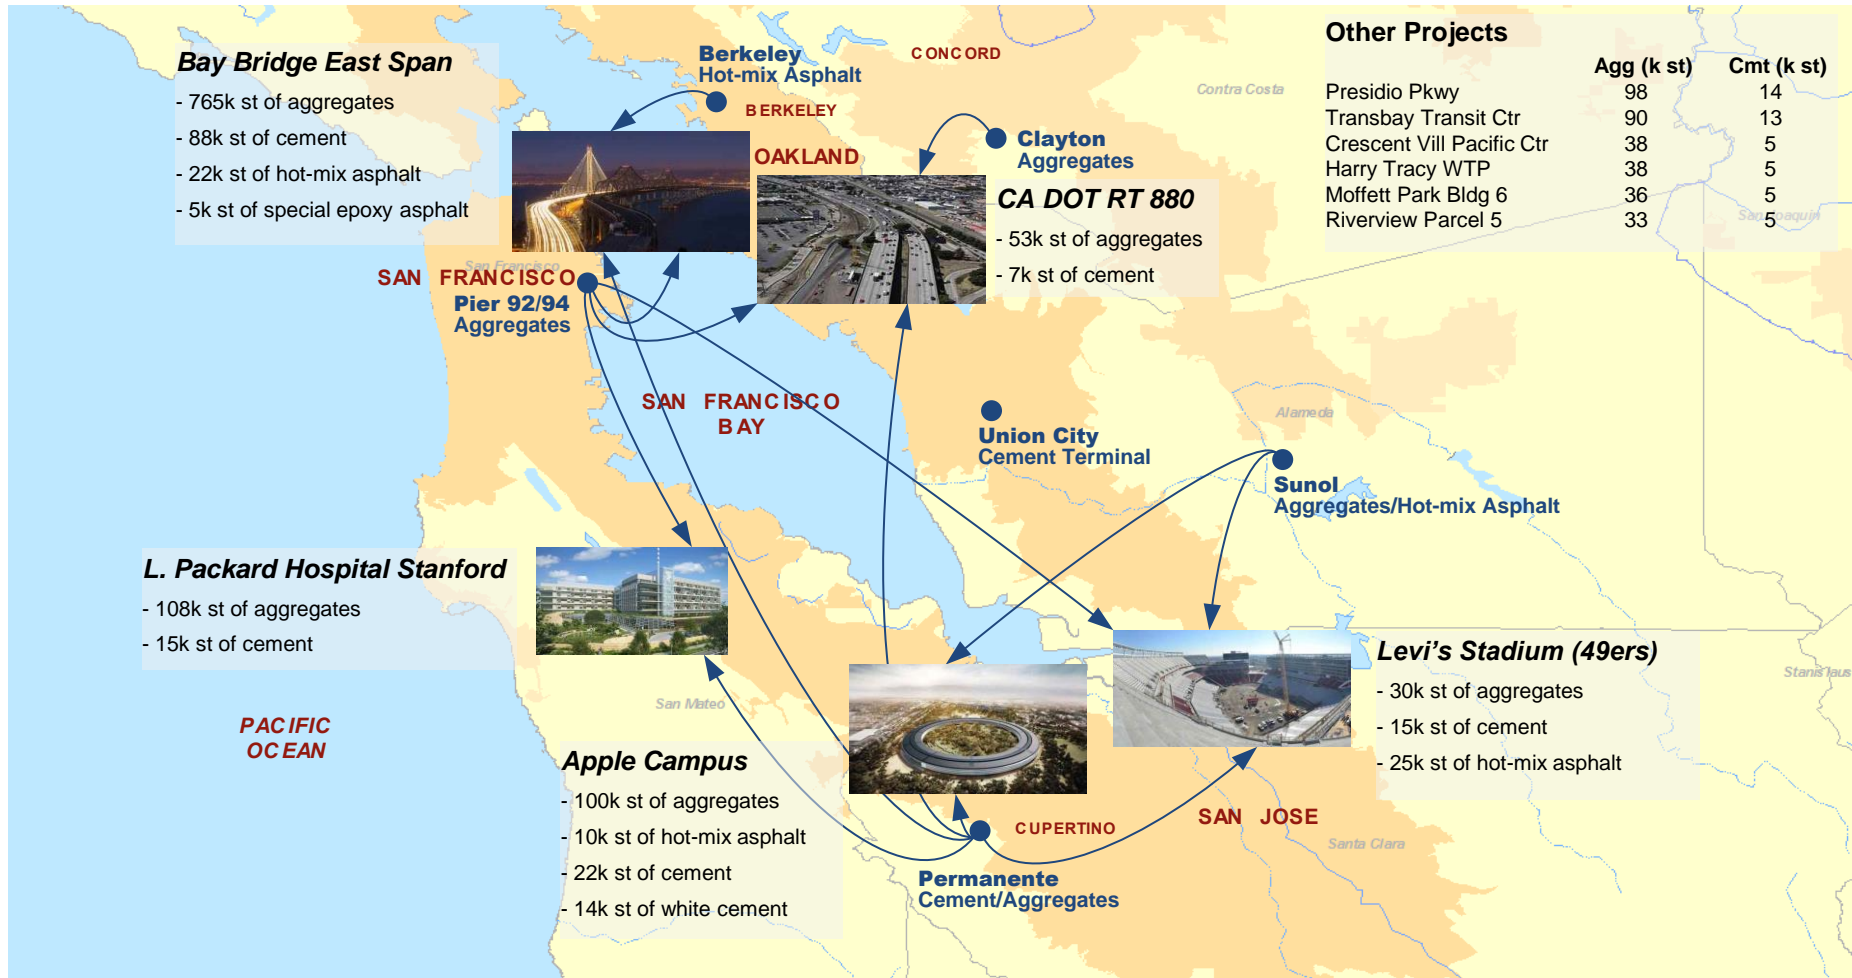 Bay Bridge East Span
- 765k st of aggregates
- 88k st of cement
- 22k st of hot-mix asphalt
- 5k st of special epoxy asphalt
Berkeley
Hot-mix Asphalt
BERKELEY
CONCORD
Contra Costa
OAKLAND
Clayton
Aggregates
CA DOT RT 880
- 53k st of aggregates
- 7k st of cement
Other Projects
Agg (k st) Cmt (k st)
Presidio Pkwy 98 14
Transbay Transit Ctr 90 13
Crescent Vill Pacific Ctr 38 5
Harry Tracy WTP 38 5
Moffett Park Bldg 6 36 5
Riverview Parcel 5 33 5
San Joaquin
San Francisco
SAN FRANCISCO
Pier 92/94
Aggregates
SAN FRANCISCO
BAY
Union City
Cement Terminal
Alameda
Sunol
Aggregates/Hot-mix Asphalt
L. Packard Hospital Stanford
- 108k st of aggregates
- 15k st of cement
San Mateo
PACIFIC
OCEAN
Levi's Stadium (49ers)
- 30k st of aggregates
- 15k st of cement
- 25k st of hot-mix asphalt
Stanislaus
Apple Campus
- 100k st of aggregates
- 10k st of hot-mix asphalt
- 22k st of cement
- 14k st of white cement
CUPERTINO
SAN JOSE
Santa Clara
Permanente
Cement/Aggregates